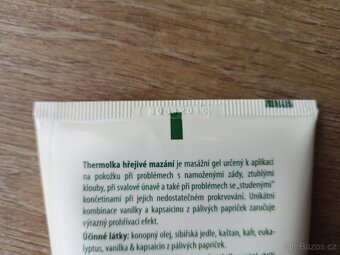 Thermolka hřejivé mazání je masážní gel určený k aplikaci
na pokožku při problémech s namoženými zády, ztuhlými
klouby, při svalové únavě a také při problémech se „studenými"
končetinami při jejich nedostatečném prokrvování. Unikátní
kombinace vanilky a kapsaicinu z pálivých papriček zaručuje
výrazný prohřívací efekt.
Účinné látky: konopný olej, sibiřská jedle, kaštan, kafr, euka-
lyptus, vanilka & kapsaicin z pálivých papriček.
Bazos.cz